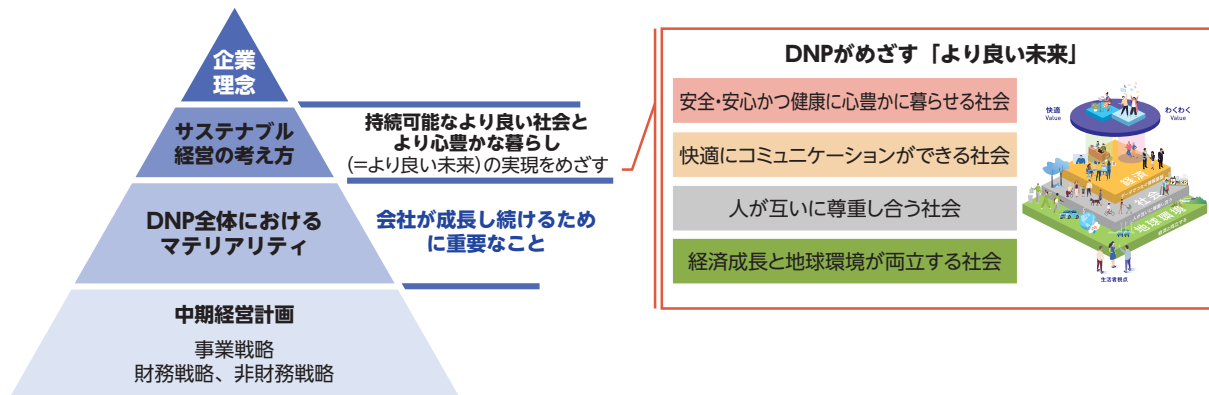 企業
理念
サステナブル
経営の考え方
持続可能なより良い社会と
より心豊かな暮らし
(=より良い未来)の実現をめざす
DNP全体における
マテリアリティ
会社が成長し続けるため
に重要なこと
中期経営計画
事業戦略
財務戦略、非財務戦略
DNPがめざす「より良い未来」
安全・安心かつ健康に心豊かに暮らせる社会
快適にコミュニケーションができる社会
人が互いに尊重し合う社会
経済成長と地球環境が両立する社会
快適
Value
わくわく
Value
経済
社会
地球環境
生活者視点